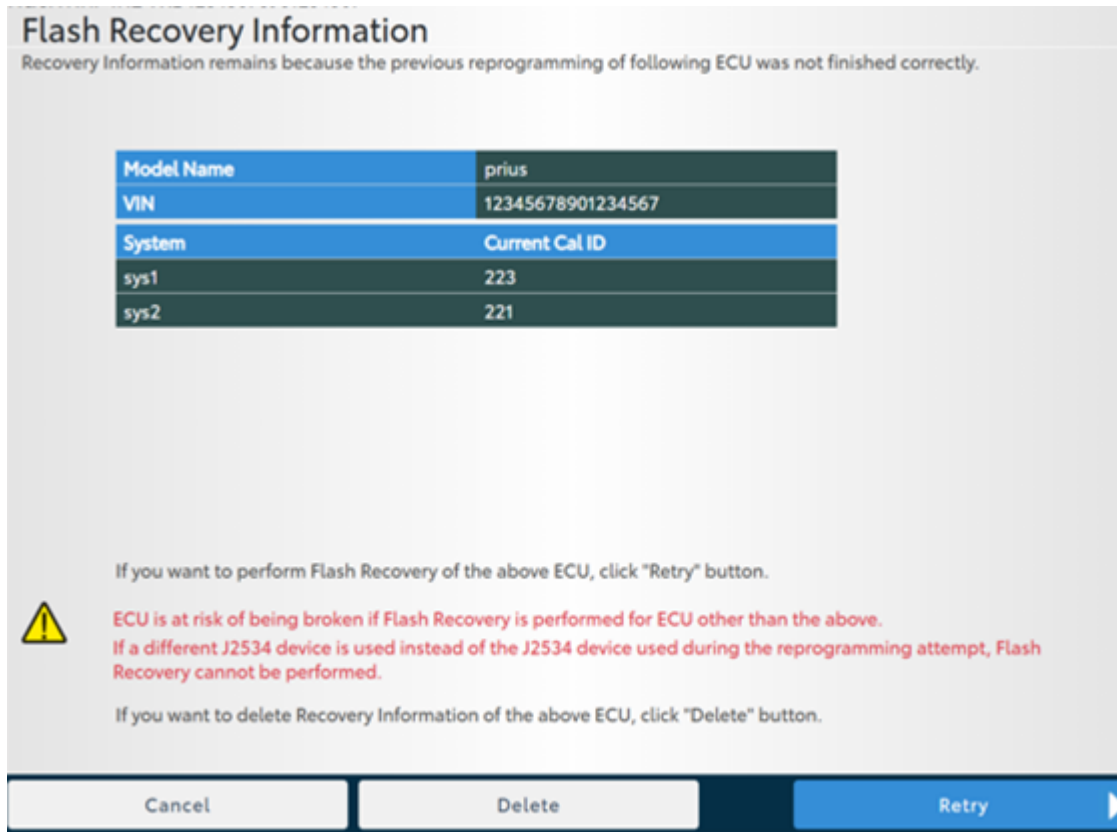 Flash Recovery Information
Recovery Information remains because the previous reprogramming of following ECU was not finished correctly.
Model Name prius
VIN 12345678901234567
System Current Cal ID
sys1 223
sys2 221
If you want to perform Flash Recovery of the above ECU, click "Retry" button.
ECU is at risk of being broken if Flash Recovery is performed for ECU other than the above.
If a different J2534 device is used instead of the J2534 device used during the reprogramming attempt, Flash
Recovery cannot be performed.
If you want to delete Recovery Information of the above ECU, click "Delete" button.
Cancel Delete Retry